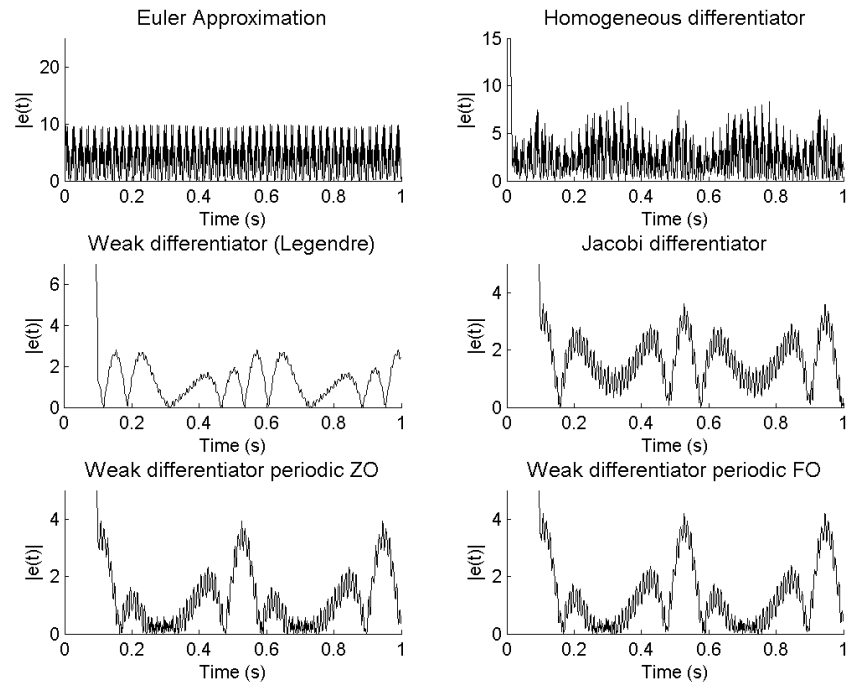 Euler Approximation
|e(t)|
20
10
0
0 0.2 0.4 0.6 0.8 1
Time (s)
Homogeneous differentiator
|e(t)|
15
10
5
0
0 0.2 0.4 0.6 0.8 1
Time (s)
Weak differentiator (Legendre)
|e(t)|
6
4
2
0
0 0.2 0.4 0.6 0.8 1
Time (s)
Jacobi differentiator
|e(t)|
4
2
0
0 0.2 0.4 0.6 0.8 1
Time (s)
Weak differentiator periodic ZO
|e(t)|
4
2
0
0 0.2 0.4 0.6 0.8 1
Time (s)
Weak differentiator periodic FO
|e(t)|
4
2
0
0 0.2 0.4 0.6 0.8 1
Time (s)